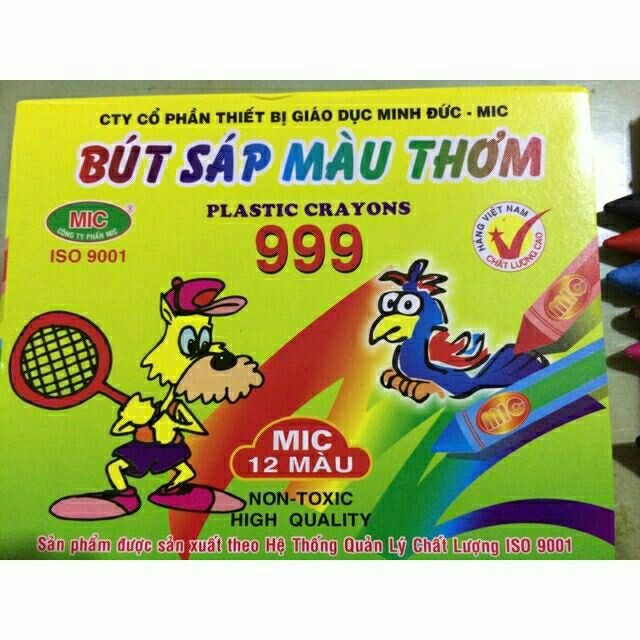 CTY CỔ PHẦN THIẾT BỊ GIÁO DỤC MINH ĐỨC - MIC
BÚT SÁP MÀU THƠM
PLASTIC CRAYONS
999
MIC
®
CÔNG TY PHẤN MIC
ISO 9001
HÀNG VIỆT NAM
CHẤT LƯỢNG CAO
MIC
MIC
MIC
12 MÀU
NON-TOXIC
HIGH QUALITY
Sản phẩm được sản xuất theo Hệ Thống Quản Lý Chất Lượng ISO 9001